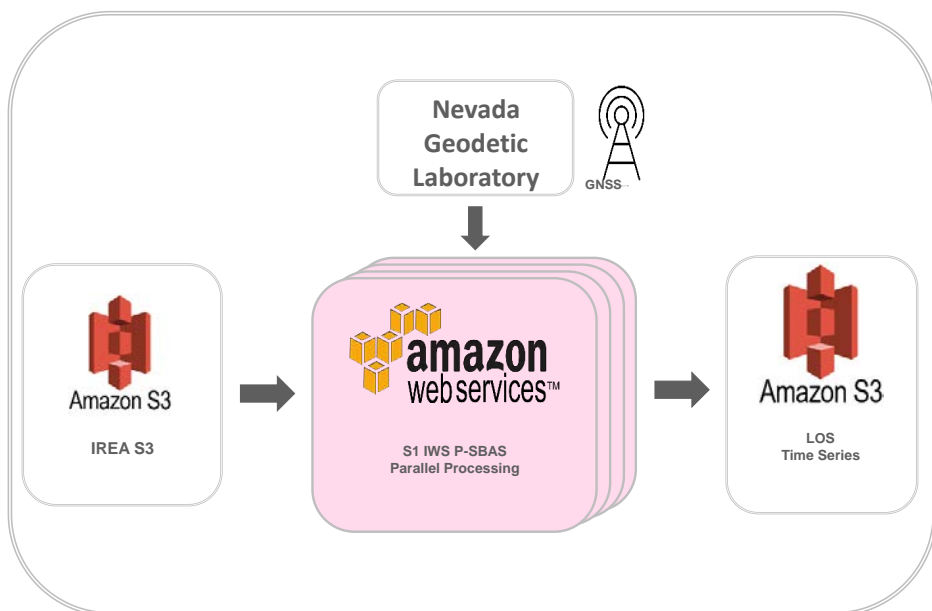 Nevada
Geodetic
Laboratory
GNSS
amazon
webservices™
S1 IWS P-SBAS
Parallel Processing
Amazon S3
IREA S3
Amazon S3
LOS
Time Series